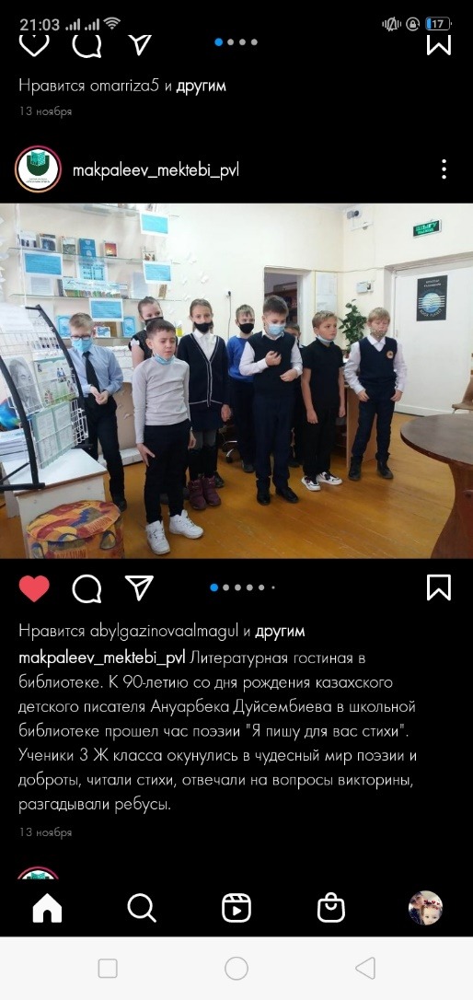 21:03
17
Нравится omarriza5 и другим
13 ноября
makpaleev_mektebi_pvl
ШЫҒУ
Нравится abylgazinovaalmagul и другим
makpaleev_mektebi_pvl Литературная гостиная в
библиотеке. К 90-летию со дня рождения казахского
детского писателя Ануарбека Дуйсембиева в школьной
библиотеке прошел час поэзии "Я пишу для вас стихи".
Ученики 3 Ж класса окунулись в чудесный мир поэзии и
доброты, читали стихи, отвечали на вопросы викторины,
разгадывали ребусы.
13 ноября